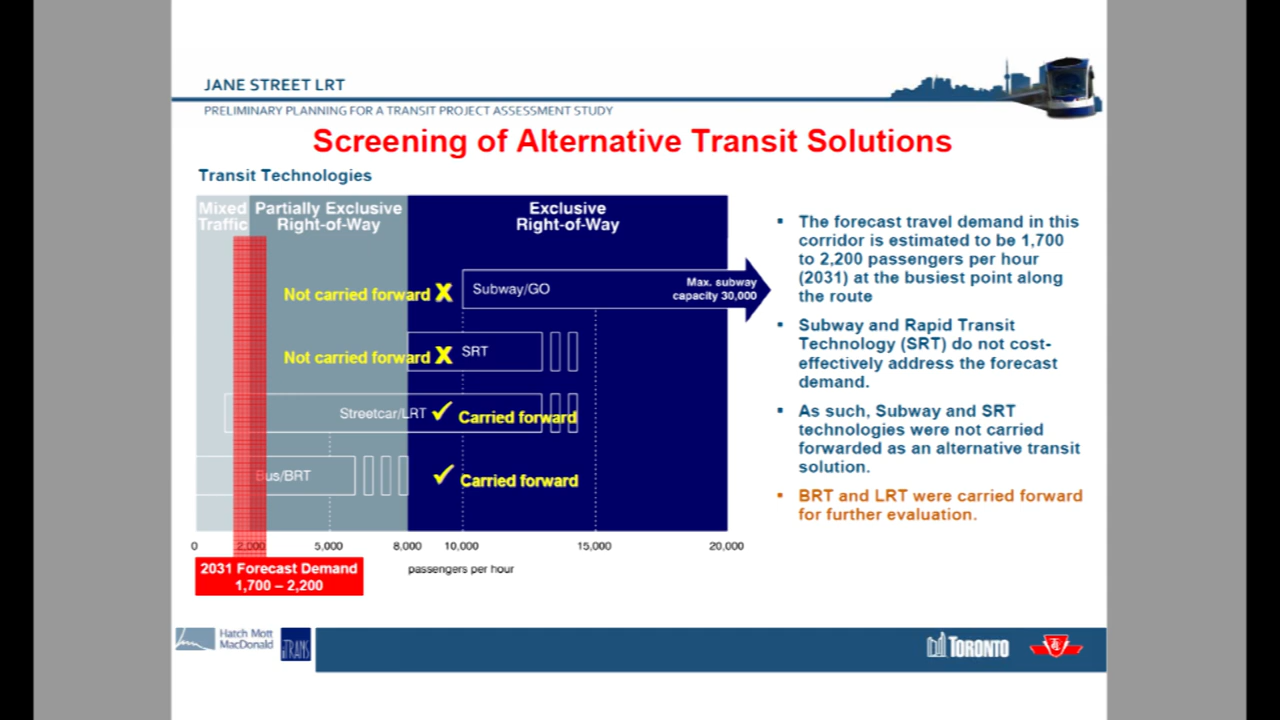 JANE STREET LRT
PRELIMINARY PLANNING FOR A TRANSIT PROJECT ASSESSMENT STUDY
Screening of Alternative Transit Solutions
Transit Technologies
Mixed Traffic
Partially Exclusive Right-of-Way
Exclusive Right-of-Way
Not carried forward X
Subway/GO
Max. subway capacity 30,000
Not carried forward X
SRT
Streetcar/LRT
✓ Carried forward
Bus/BRT
✓ Carried forward
0 2,000 5,000 8,000 10,000 15,000 20,000
passengers per hour
2031 Forecast Demand
1,700 – 2,200
▪ The forecast travel demand in this
corridor is estimated to be 1,700
to 2,200 passengers per hour
(2031) at the busiest point along
the route
▪ Subway and Rapid Transit
Technology (SRT) do not cost-
effectively address the forecast
demand.
▪ As such, Subway and SRT
technologies were not carried
forwarded as an alternative transit
solution.
▪ BRT and LRT were carried forward
for further evaluation.
Hatch Mott
MacDonald
iTRANS
TORONTO